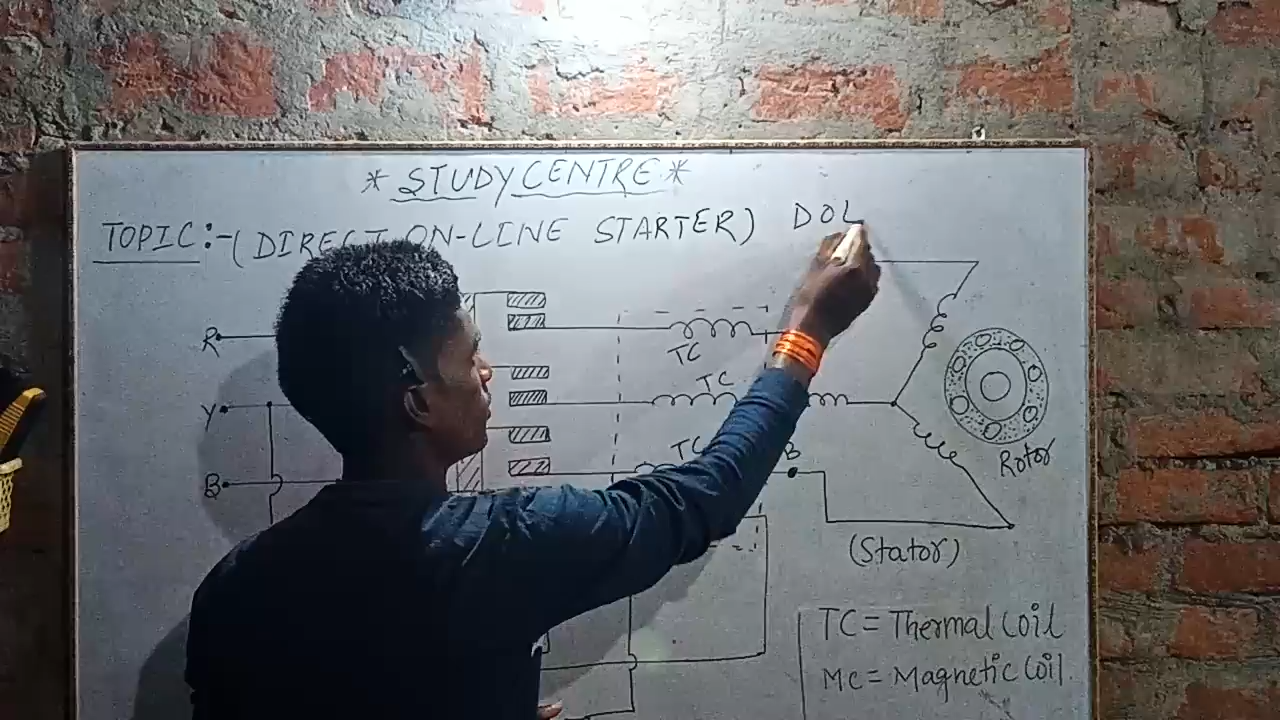 * STUDY CENTRE *
TOPIC:-(DIRECT ON-LINE STARTER) DOL
R
TC
TC
Y
TC
B
B
Rotor
(Stator)
TC = Thermal Coil
MC = Magnetic Coil